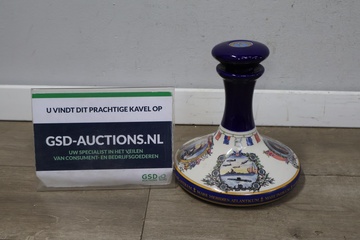 U VINDT DIT PRACHTIGE KAVEL OP
GSD-AUCTIONS.NL
UW SPECIALIST IN HET VEILEN
VAN CONSUMENT- EN BEDRIJFSGOEDEREN
GSD